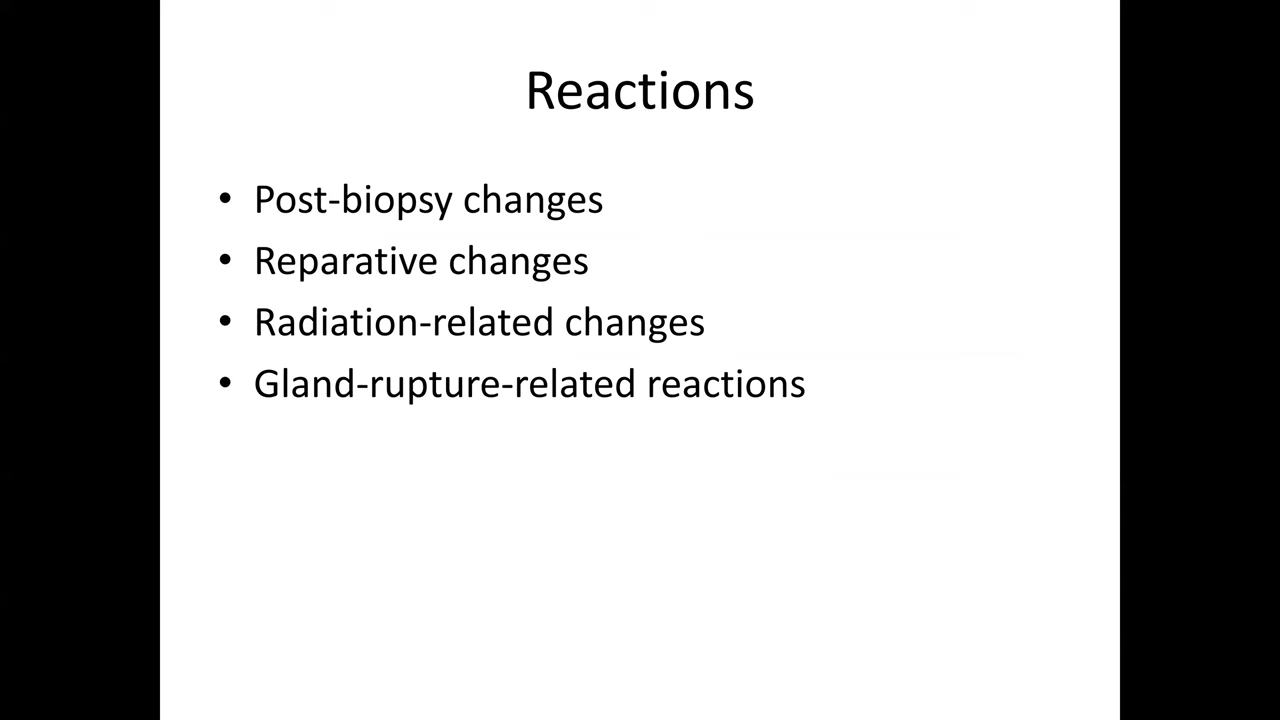 Reactions
• Post-biopsy changes
• Reparative changes
• Radiation-related changes
• Gland-rupture-related reactions